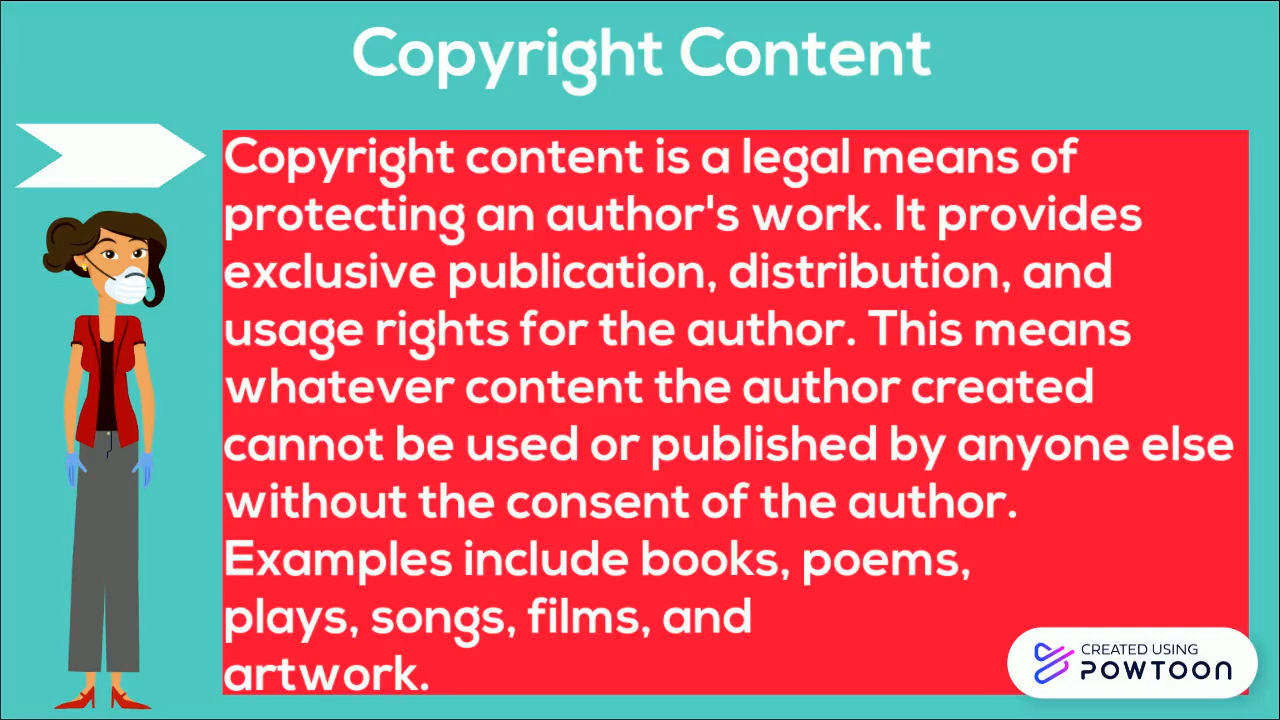 Copyright Content
Copyright content is a legal means of
protecting an author's work. It provides
exclusive publication, distribution, and
usage rights for the author. This means
whatever content the author created
cannot be used or published by anyone else
without the consent of the author.
Examples include books, poems,
plays, songs, films, and
artwork.
CREATED USING
POWTOON